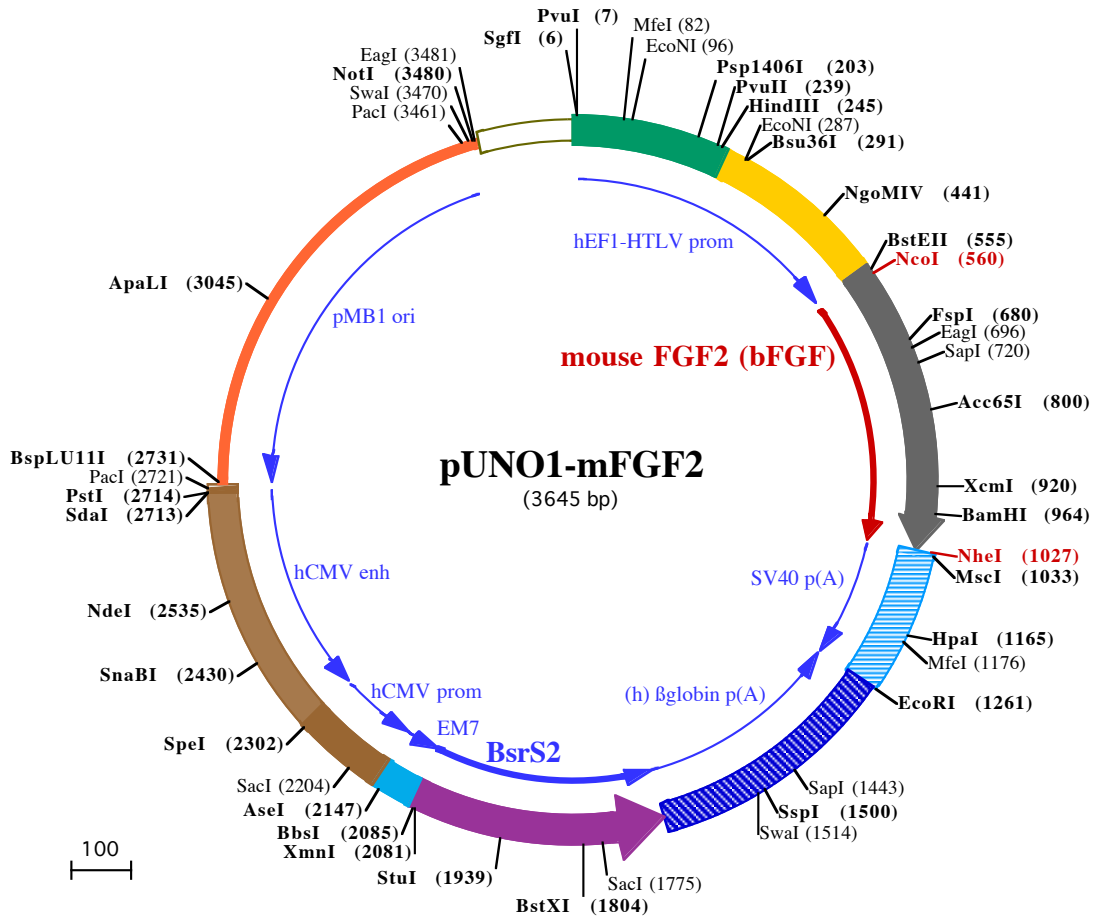 PvuI (7)
SgfI (6)
MfeI (82)
EcoNI (96)
Psp1406I (203)
PvuII (239)
HindIII (245)
EcoNI (287)
Bsu36I (291)
NgoMIV (441)
BstEII (555)
NcoI (560)
FspI (680)
EagI (696)
SapI (720)
Acc65I (800)
XcmI (920)
BamHI (964)
NheI (1027)
MscI (1033)
HpaI (1165)
MfeI (1176)
EcoRI (1261)
SapI (1443)
SspI (1500)
SwaI (1514)
SacI (1775)
BstXI (1804)
StuI (1939)
XmnI (2081)
BbsI (2085)
AseI (2147)
SacI (2204)
SpeI (2302)
SnaBI (2430)
NdeI (2535)
SdaI (2713)
PstI (2714)
PacI (2721)
BspLU11I (2731)
ApaLI (3045)
PacI (3461)
SwaI (3470)
NotI (3480)
EagI (3481)
hEF1-HTLV prom
mouse FGF2 (bFGF)
SV40 p(A)
(h) ßglobin p(A)
BsrS2
EM7
hCMV prom
hCMV enh
pMB1 ori
pUNO1-mFGF2
(3645 bp)
100